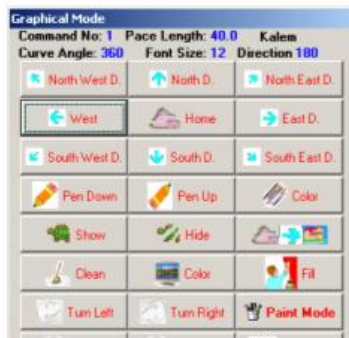 Graphical Mode
Command No: 1 Pace Length: 40.0 Kalem
Curve Angle: 360 Font Size: 12 Direction 180
North West D. North D. North East D.
West Home East D.
South West D. South D. South East D.
Pen Down Pen Up Color
Show Hide
Clean Color Fill
Turn Left Turn Right Paint Mode